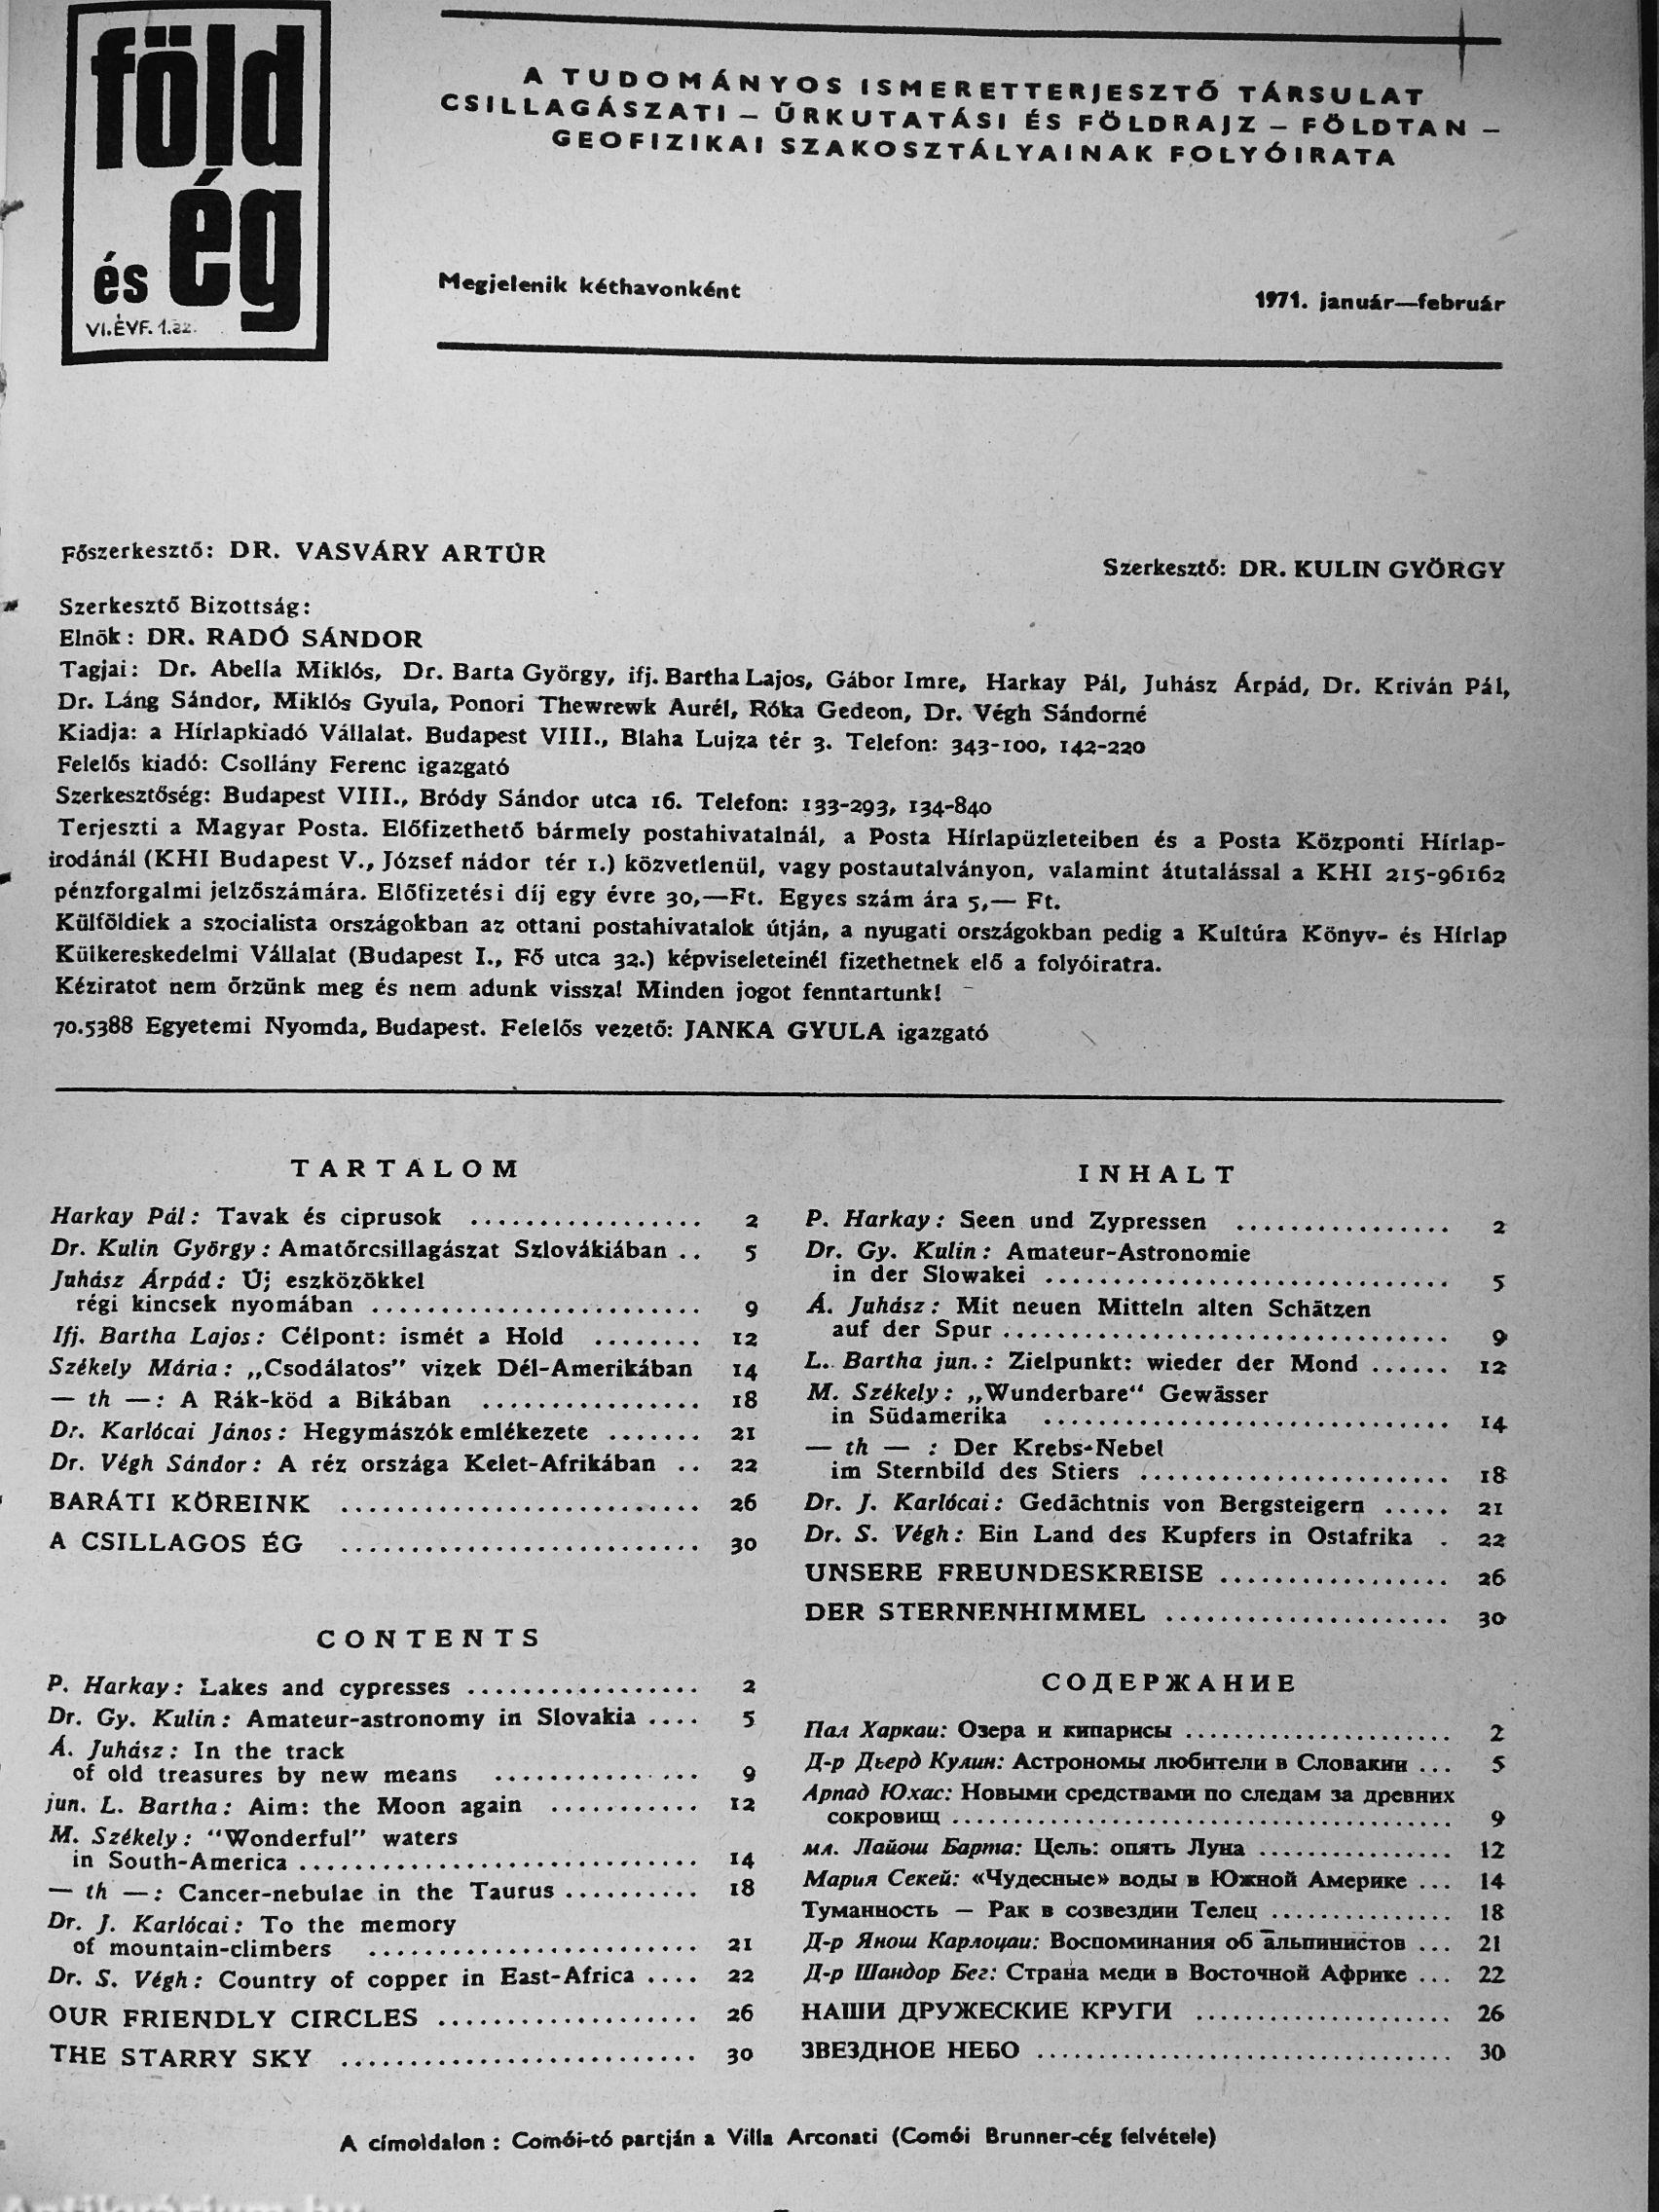 föld
és ég
VI. ÉVF. 1. sz.
A TUDOMÁNYOS ISMERETTERJESZTŐ TÁRSULAT
CSILLAGÁSZATI – ŰRKUTATÁSI ÉS FÖLDRAJZ – FÖLDTAN –
GEOFIZIKAI SZAKOSZTÁLYAINAK FOLYÓIRATA
Megjelenik kéthavonként
1971. január—február
Főszerkesztő: DR. VASVÁRY ARTÚR
Szerkesztő: DR. KULIN GYÖRGY
Szerkesztő Bizottság:
Elnök: DR. RADÓ SÁNDOR
Tagjai: Dr. Abella Miklós, Dr. Barta György, ifj. Bartha Lajos, Gábor Imre, Harkay Pál, Juhász Árpád, Dr. Kriván Pál,
Dr. Láng Sándor, Miklós Gyula, Ponori Thewrewk Aurél, Róka Gedeon, Dr. Végh Sándorné
Kiadja: a Hírlapkiadó Vállalat. Budapest VIII., Blaha Lujza tér 3. Telefon: 343-100, 142-220
Felelős kiadó: Csollány Ferenc igazgató
Szerkesztőség: Budapest VIII., Bródy Sándor utca 16. Telefon: 133-293, 134-840
Terjeszti a Magyar Posta. Előfizethető bármely postahivatalnál, a Posta Hírlapüzleteiben és a Posta Központi Hírlap-
irodánál (KHI Budapest V., József nádor tér 1.) közvetlenül, vagy postautalványon, valamint átutalással a KHI 215-96162
pénzforgalmi jelzőszámára. Előfizetési díj egy évre 30,—Ft. Egyes szám ára 5,— Ft.
Külföldiek a szocialista országokban az ottani postahivatalok útján, a nyugati országokban pedig a Kultúra Könyv- és Hírlap
Külkereskedelmi Vállalat (Budapest I., Fő utca 32.) képviseleteinél fizethetnek elő a folyóiratra.
Kéziratot nem őrzünk meg és nem adunk vissza! Minden jogot fenntartunk!
70.5388 Egyetemi Nyomda, Budapest. Felelős vezető: JANKA GYULA igazgató
TARTALOM
Harkay Pál: Tavak és ciprusok .................. 2
Dr. Kulin György: Amatőrcsillagászat Szlovákiában .. 5
Juhász Árpád: Új eszközökkel
régi kincsek nyomában ........................ 9
Ifj. Bartha Lajos: Célpont: ismét a Hold ........ 12
Székely Mária: „Csodálatos” vizek Dél-Amerikában 14
— th —: A Rák-köd a Bikában ................ 18
Dr. Karlócai János: Hegymászók emlékezete ....... 21
Dr. Végh Sándor: A réz országa Kelet-Afrikában .. 22
BARÁTI KÖREINK .......................... 26
A CSILLAGOS ÉG .......................... 30
CONTENTS
P. Harkay: Lakes and cypresses ................. 2
Dr. Gy. Kulin: Amateur-astronomy in Slovakia .... 5
Á. Juhász: In the track
of old treasures by new means ............... 9
jun. L. Bartha: Aim: the Moon again ........... 12
M. Székely: “Wonderful” waters
in South-America ............................. 14
— th —: Cancer-nebulae in the Taurus .......... 18
Dr. J. Karlócai: To the memory
of mountain-climbers ........................ 21
Dr. S. Végh: Country of copper in East-Africa .... 22
OUR FRIENDLY CIRCLES ................... 26
THE STARRY SKY .......................... 30
INHALT
P. Harkay: Seen und Zypressen ................ 2
Dr. Gy. Kulin: Amateur-Astronomie
in der Slowakei .............................. 5
Á. Juhász: Mit neuen Mitteln alten Schätzen
auf der Spur ................................. 9
L. Bartha jun.: Zielpunkt: wieder der Mond ...... 12
M. Székely: „Wunderbare“ Gewässer
in Südamerika .............................. 14
— th — : Der Krebs-Nebel
im Sternbild des Stiers ....................... 18
Dr. J. Karlócai: Gedächtnis von Bergsteigern ..... 21
Dr. S. Végh: Ein Land des Kupfers in Ostafrika . 22
UNSERE FREUNDESKREISE ................. 26
DER STERNENHIMMEL ..................... 30
СОДЕРЖАНИЕ
Пал Харкаи: Озера и кипарисы ..................... 2
Д-р Дьерд Кулин: Астрономы любители в Словакии ... 5
Арпад Юхас: Новыми средствами по следам за древних
сокровищ ...................................... 9
мл. Лайош Барта: Цель: опять Луна ................ 12
Мария Секей: «Чудесные» воды в Южной Америке ... 14
Туманность — Рак в созвездии Телец ............... 18
Д-р Янош Карлоцаи: Воспоминания об альпинистов ... 21
Д-р Шандор Вег: Страна меди в Восточной Африке ... 22
НАШИ ДРУЖЕСКИЕ КРУГИ ..................... 26
ЗВЕЗДНОЕ НЕБО ................................. 30
A címoldalon: Comói-tó partján a Villa Arconati (Comói Brunner-cég felvétele)